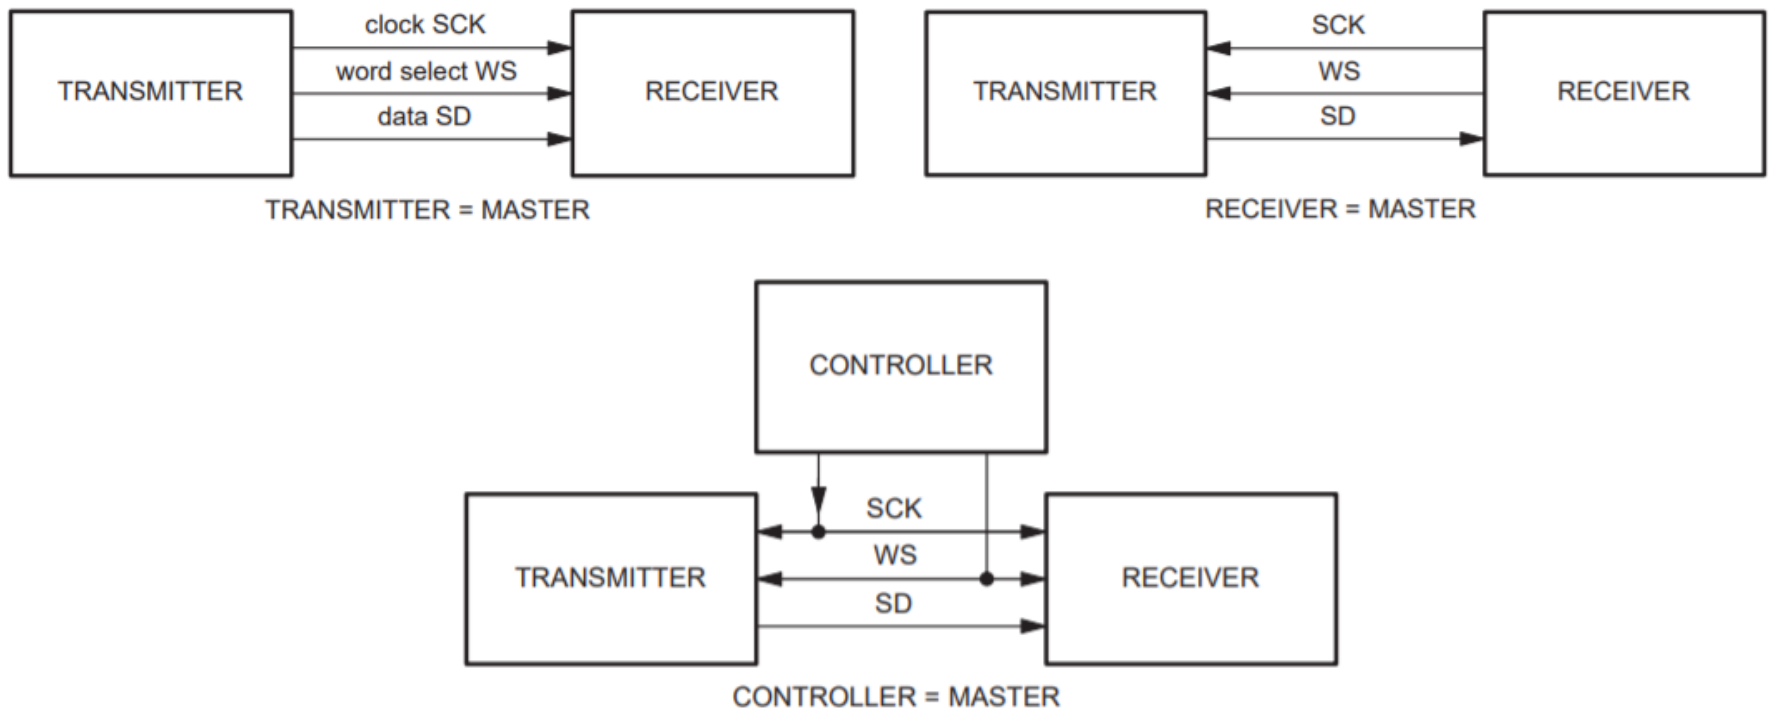 clock SCK
TRANSMITTER
word select WS
RECEIVER
data SD
TRANSMITTER = MASTER
SCK
TRANSMITTER
WS
RECEIVER
SD
RECEIVER = MASTER
CONTROLLER
SCK
WS
TRANSMITTER
RECEIVER
SD
CONTROLLER = MASTER